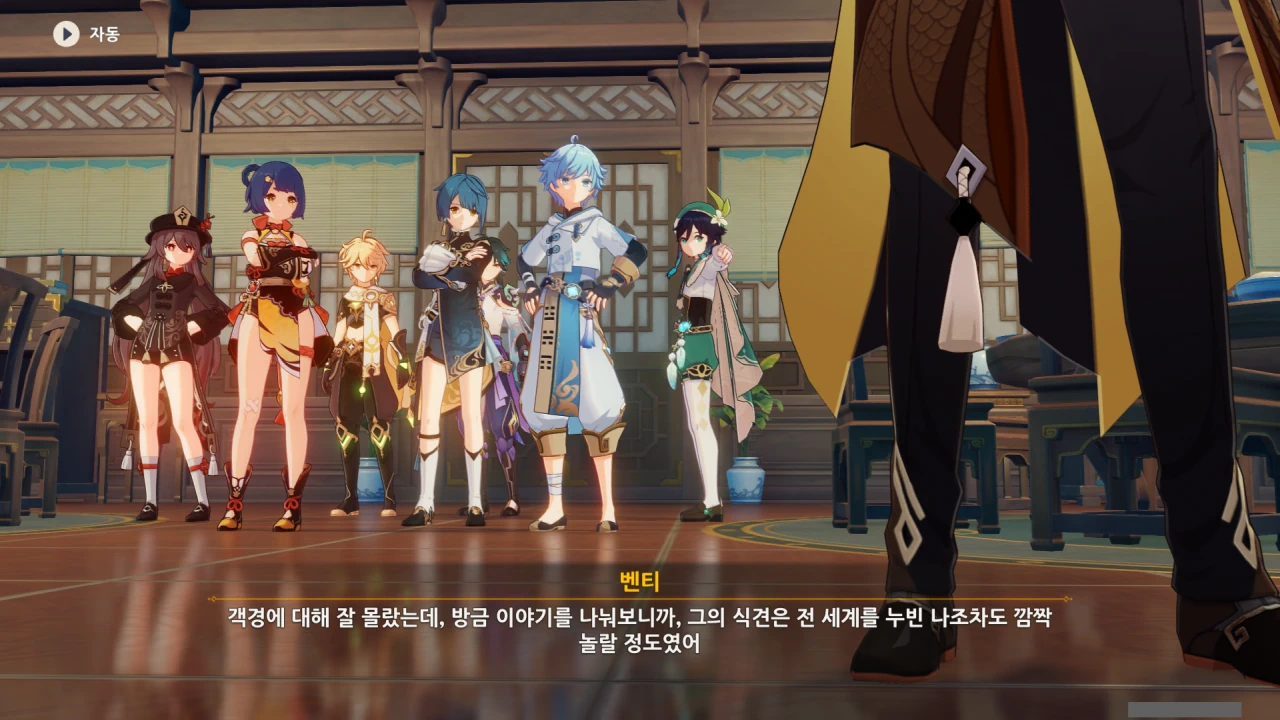 자동
벤티
객경에 대해 잘 몰랐는데, 방금 이야기를 나눠보니까, 그의 식견은 전 세계를 누빈 나조차도 깜짝
놀랄 정도였어